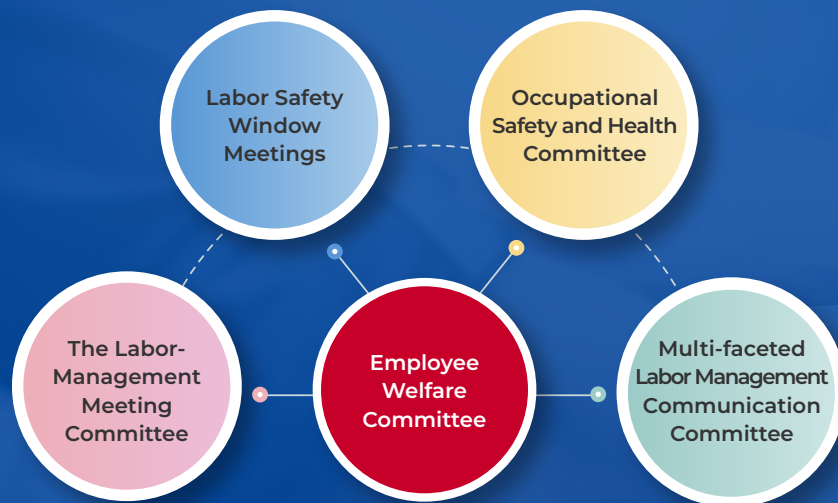 Labor Safety
Window
Meetings
Occupational
Safety and Health
Committee
The Labor-
Management
Meeting
Committee
Employee
Welfare
Committee
Multi-faceted
Labor Management
Communication
Committee